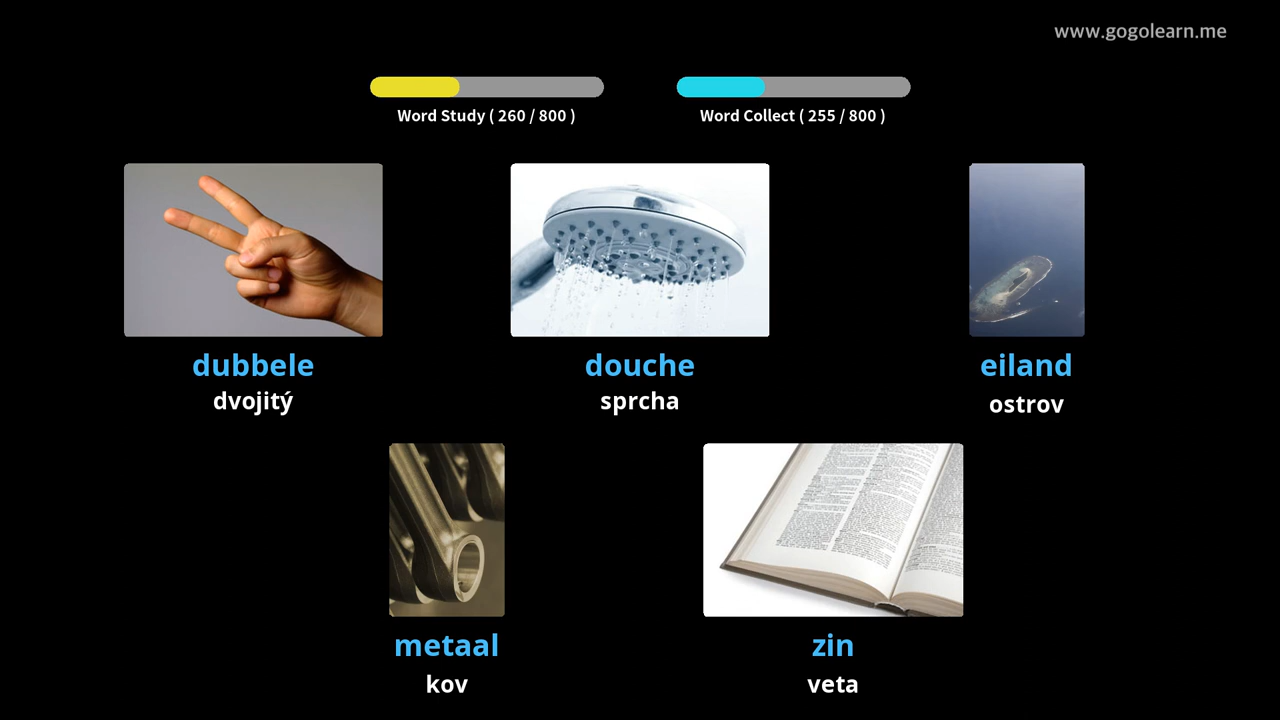 www.gogolearn.me
Word Study ( 260 / 800 )
Word Collect ( 255 / 800 )
dubbele
dvojitý
douche
sprcha
eiland
ostrov
metaal
kov
zin
veta